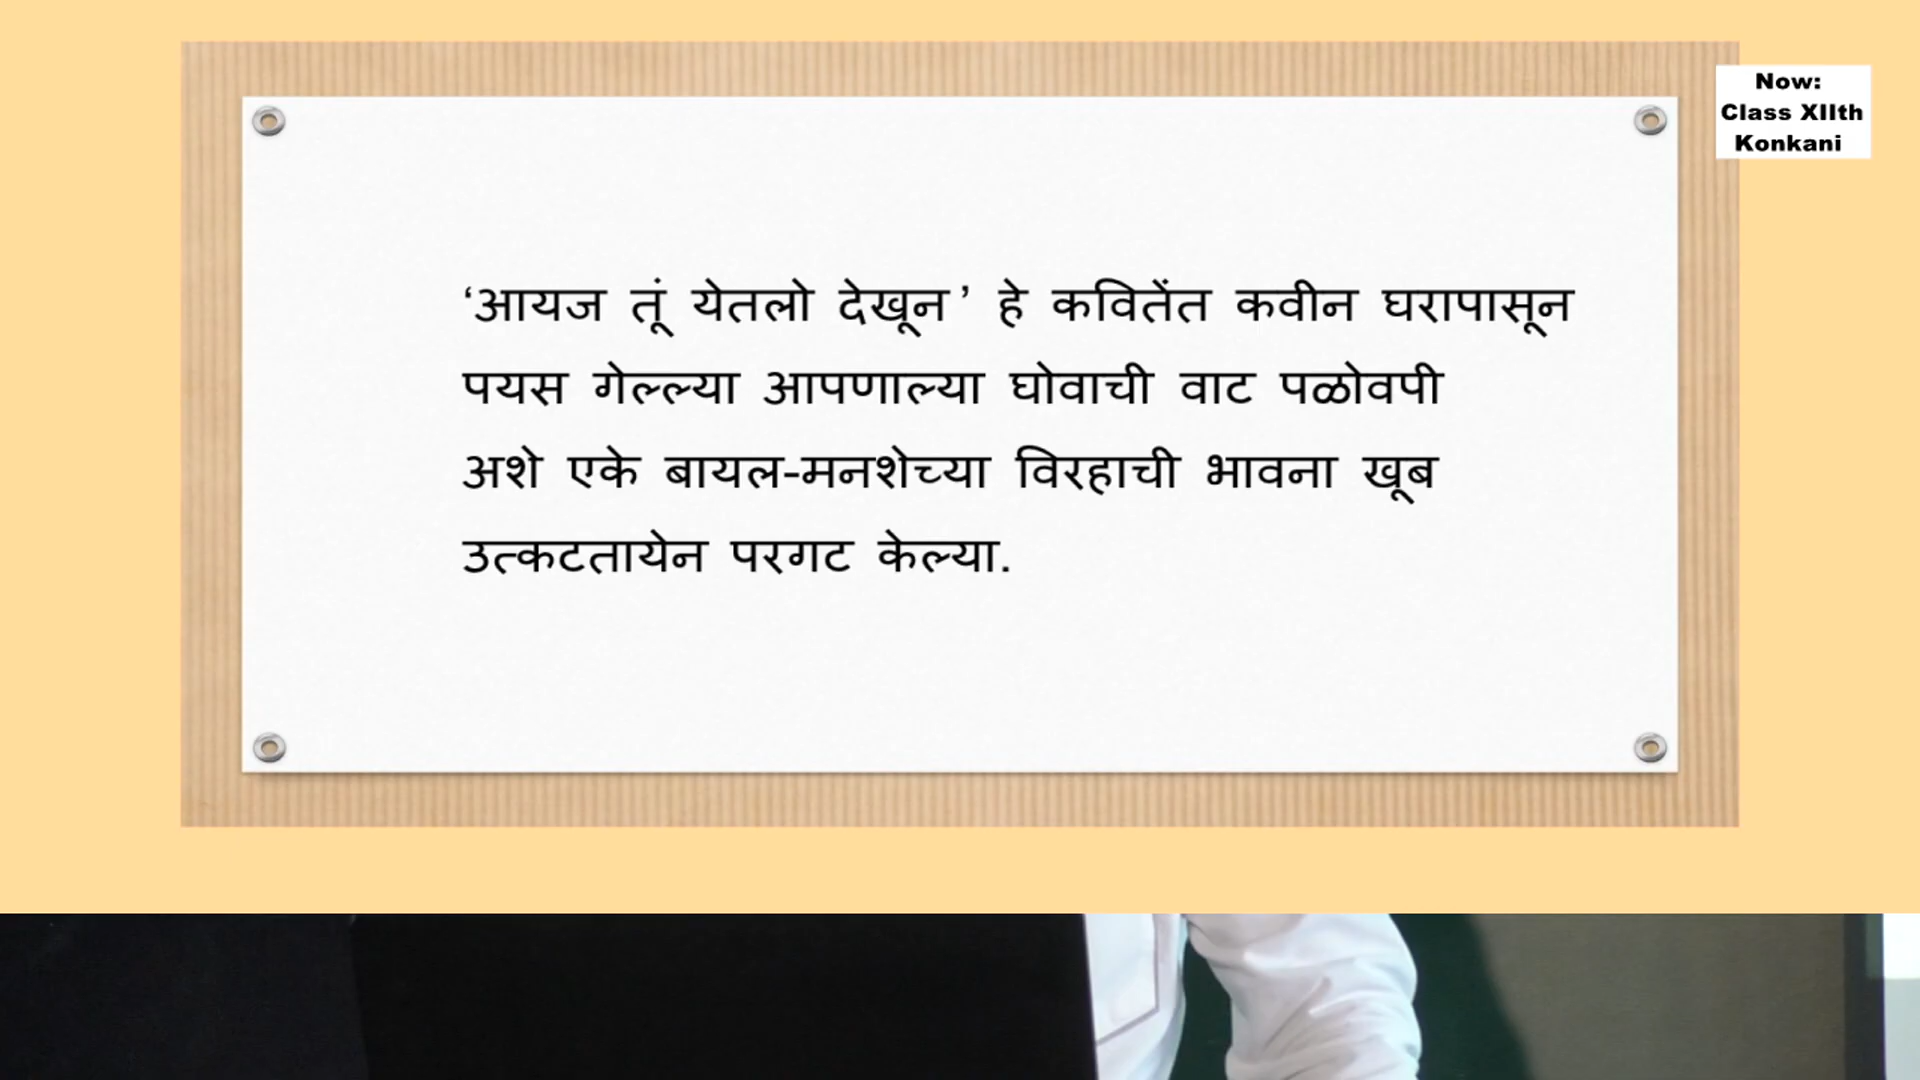 Now:
Class XIIth
Konkani
‘आयज तूं येतलो देखून’ हे कवितेंत कवीन घरापासून
पयस गेल्ल्या आपणाल्या घोवाची वाट पळोवपी
अशे एके बायल-मनशेच्या विरहाची भावना खूब
उत्कटतायेन परगट केल्या.